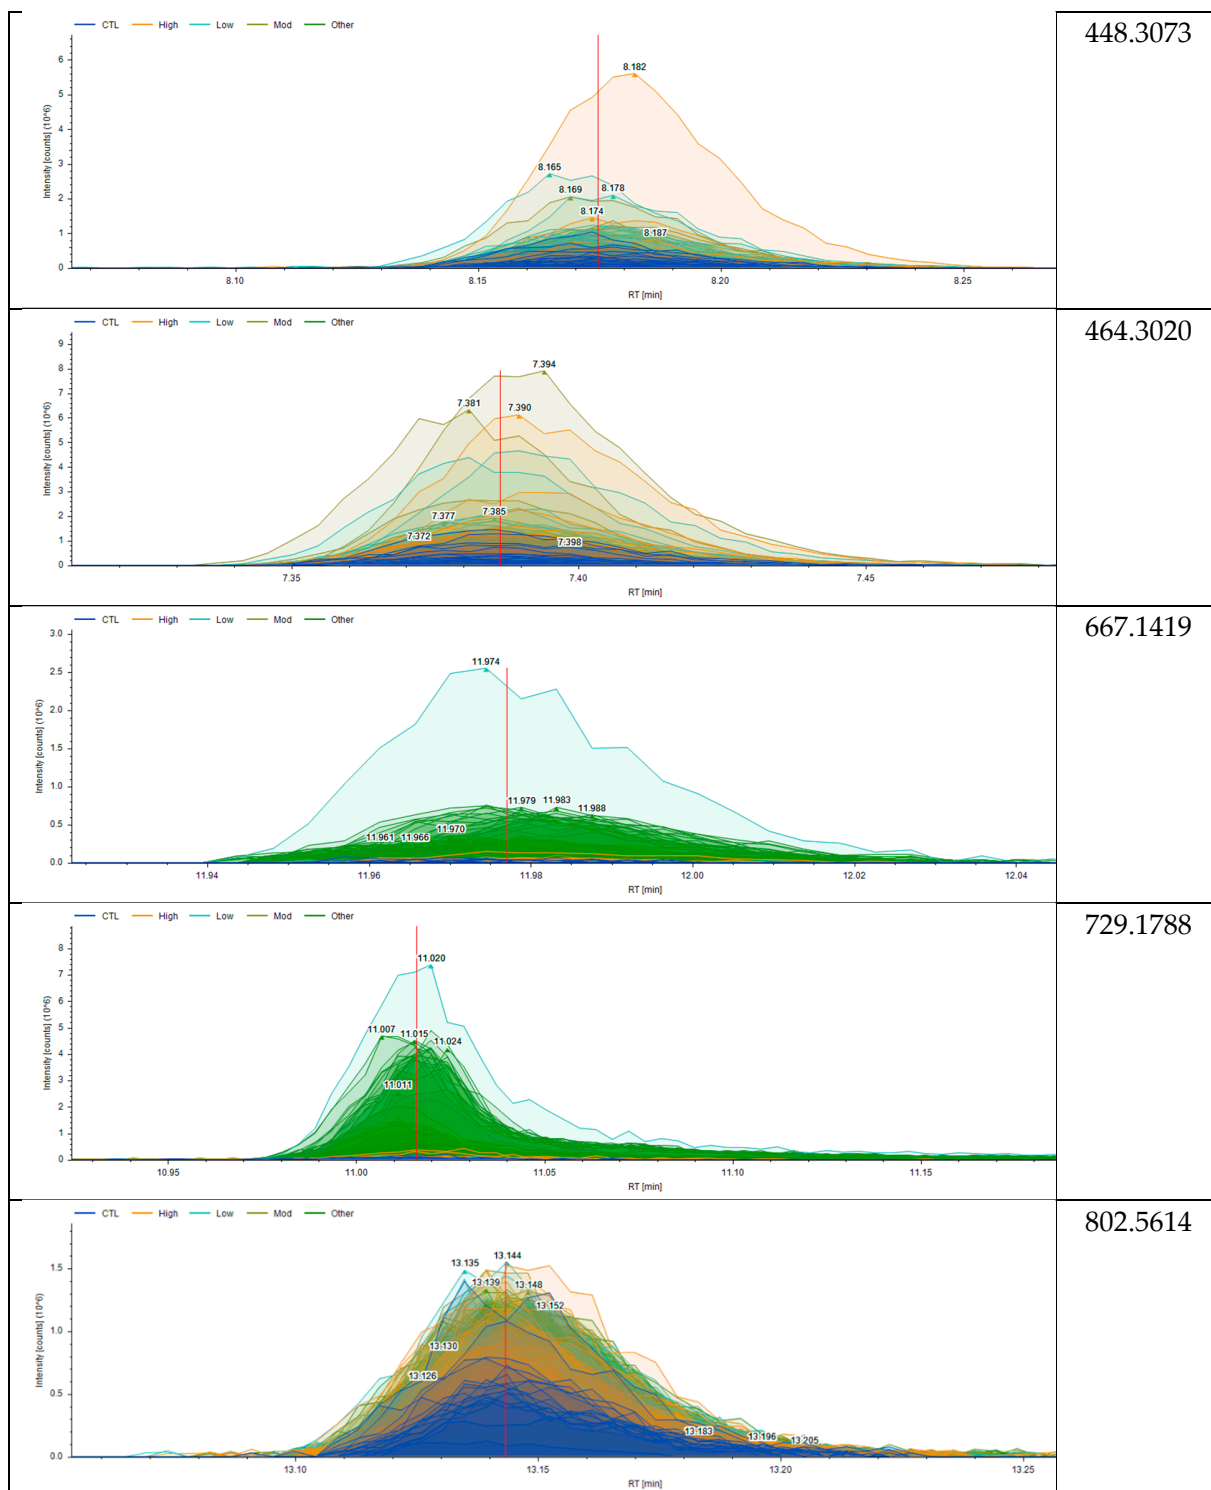 CTL High Low Mod Other
448.3073
Intensity [counts] (10^6)
6
5
4
3
2
1
0
8.182
8.165
8.169
8.178
8.174
8.187
8.10 8.15 8.20 8.25
RT [min]
CTL High Low Mod Other
464.3020
Intensity [counts] (10^6)
9
8
7
6
5
4
3
2
1
0
7.394
7.381
7.390
7.377
7.385
7.372
7.398
7.35 7.40 7.45
RT [min]
CTL High Low Mod Other
667.1419
Intensity [counts] (10^6)
3.0
2.5
2.0
1.5
1.0
0.5
0.0
11.974
11.979 11.983 11.988
11.961 11.966 11.970
11.94 11.96 11.98 12.00 12.02 12.04
RT [min]
CTL High Low Mod Other
729.1788
Intensity [counts] (10^6)
8
7
6
5
4
3
2
1
0
11.020
11.007 11.015 11.024
11.011
10.95 11.00 11.05 11.10 11.15
RT [min]
CTL High Low Mod Other
802.5614
Intensity [counts] (10^6)
1.5
1.0
0.5
0.0
13.135 13.144
13.139 13.148
13.152
13.130
13.126
13.183 13.196 13.205
13.10 13.15 13.20 13.25
RT [min]